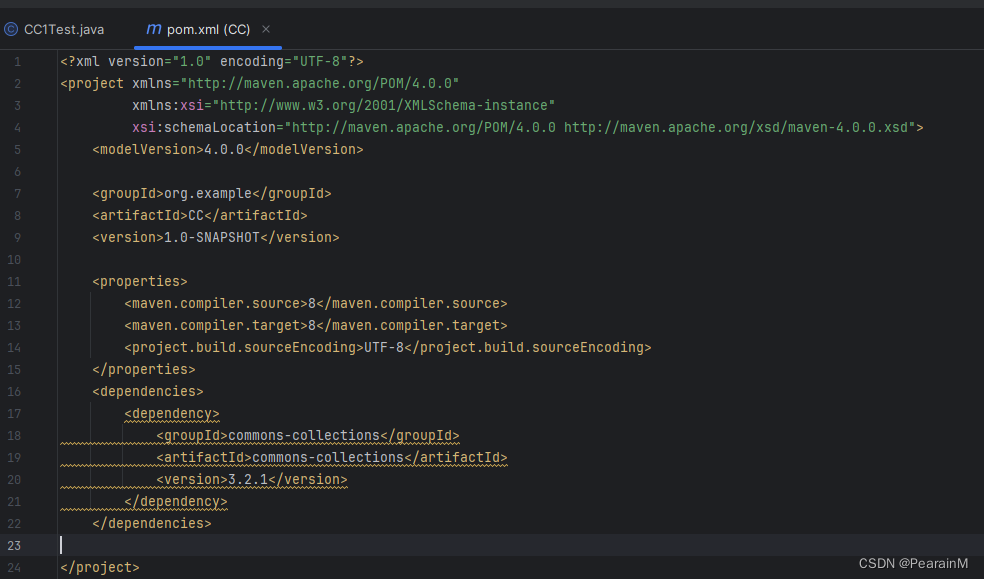 CC1Test.java
pom.xml (CC)
1 <?xml version="1.0" encoding="UTF-8"?>
2 <project xmlns="http://maven.apache.org/POM/4.0.0"
3 xmlns:xsi="http://www.w3.org/2001/XMLSchema-instance"
4 xsi:schemaLocation="http://maven.apache.org/POM/4.0.0 http://maven.apache.org/xsd/maven-4.0.0.xsd">
5 <modelVersion>4.0.0</modelVersion>
6
7 <groupId>org.example</groupId>
8 <artifactId>CC</artifactId>
9 <version>1.0-SNAPSHOT</version>
10
11 <properties>
12 <maven.compiler.source>8</maven.compiler.source>
13 <maven.compiler.target>8</maven.compiler.target>
14 <project.build.sourceEncoding>UTF-8</project.build.sourceEncoding>
15 </properties>
16 <dependencies>
17 <dependency>
18 <groupId>commons-collections</groupId>
19 <artifactId>commons-collections</artifactId>
20 <version>3.2.1</version>
21 </dependency>
22 </dependencies>
23
24 </project>
CSDN @PearainM